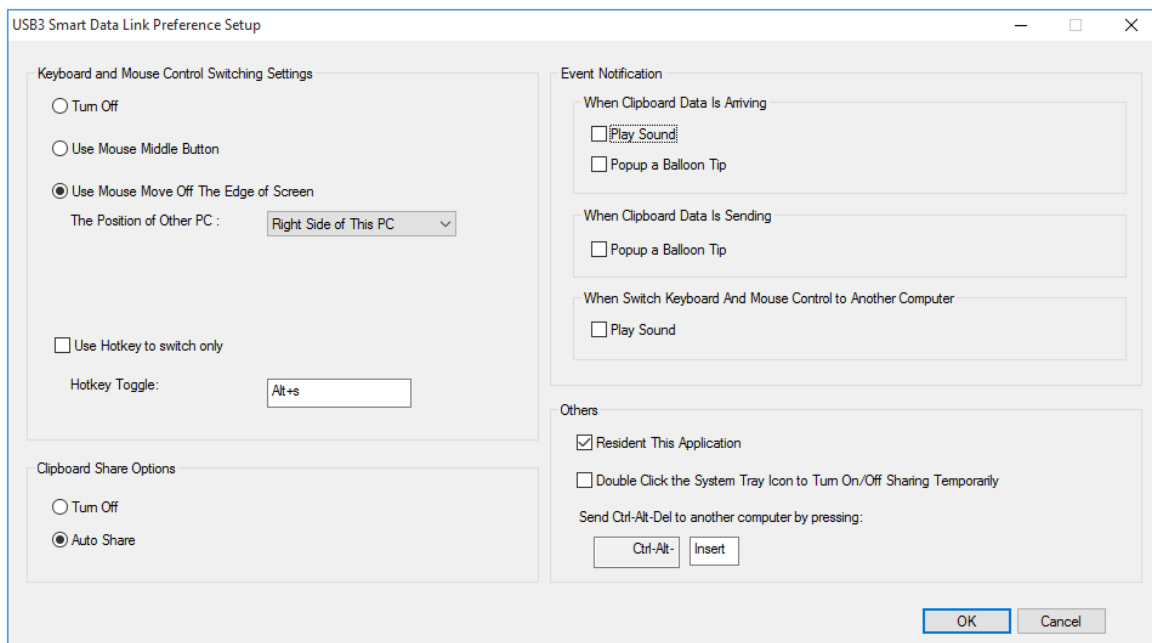 USB3 Smart Data Link Preference Setup
Keyboard and Mouse Control Switching Settings
Turn Off
Use Mouse Middle Button
Use Mouse Move Off The Edge of Screen
The Position of Other PC :
Right Side of This PC
Use Hotkey to switch only
Hotkey Toggle:
Alt+s
Clipboard Share Options
Turn Off
Auto Share
Event Notification
When Clipboard Data Is Arriving
Play Sound
Popup a Balloon Tip
When Clipboard Data Is Sending
Popup a Balloon Tip
When Switch Keyboard And Mouse Control to Another Computer
Play Sound
Others
Resident This Application
Double Click the System Tray Icon to Turn On/Off Sharing Temporarily
Send Ctrl-Alt-Del to another computer by pressing:
Ctrl-Alt-
Insert
OK
Cancel